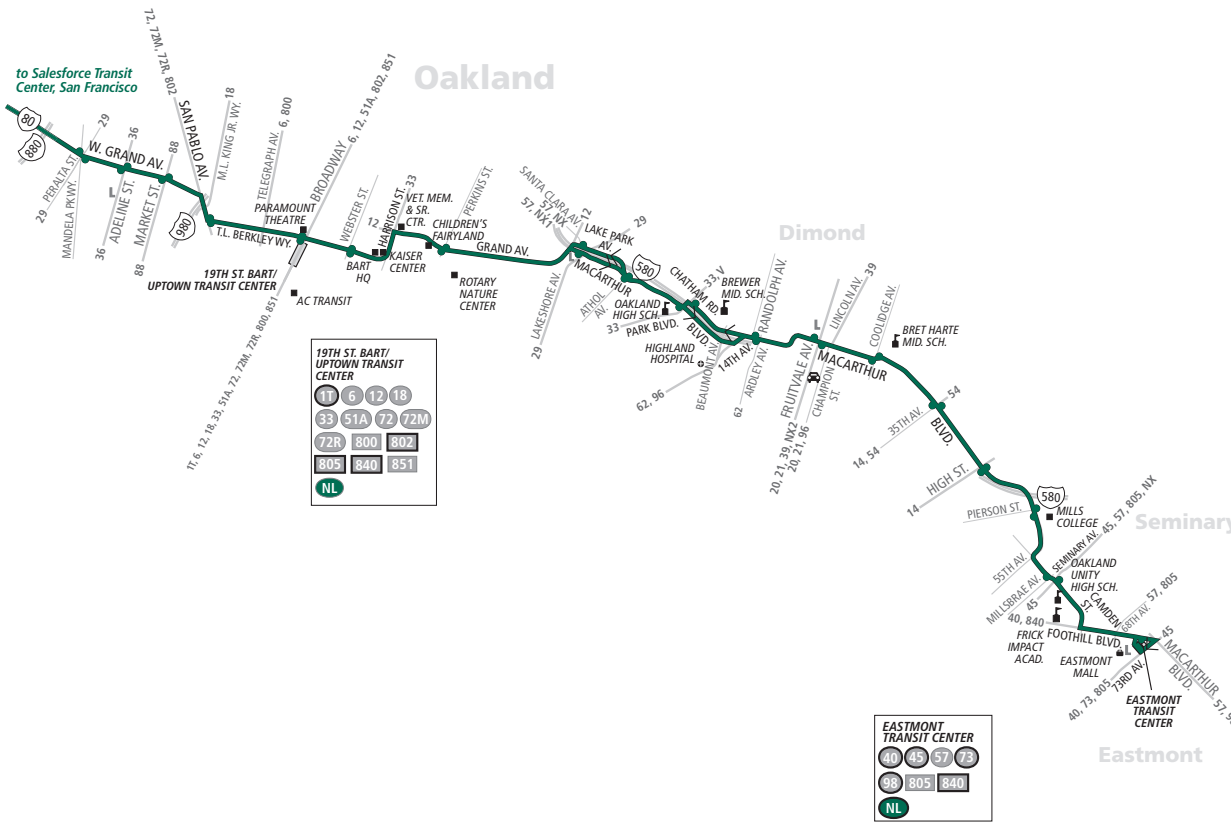 Oakland
to Salesforce Transit
Center, San Francisco
80
880
W. GRAND AV.
29
PERALTA ST.
29
MANDELA PKWY.
L
36
ADELINE ST.
36
88
MARKET ST.
88
72, 72M, 72R, 802
SAN PABLO AV.
980
18
M.L. KING JR. WY.
6, 800
TELEGRAPH AV.
T.L. BERKLEY WY.
PARAMOUNT
THEATRE
6, 12, 51A, 802, 851
BROADWAY
19TH ST. BART/
UPTOWN TRANSIT CENTER
1T, 6, 12, 18, 33, 51A, 72, 72M, 72R, 800, 851
AC TRANSIT
WEBSTER ST.
BART
HQ
12
HARRISON ST.
33
KAISER
CENTER
VET. MEM.
& SR.
CTR.
CHILDREN'S
FAIRYLAND
PERKINS ST.
GRAND AV.
ROTARY
NATURE
CENTER
SANTA CLARA AV.
57, NX
57, NX1
12
LAKE PARK
AV.
29
L
MACARTHUR
LAKESHORE AV.
29
ATHOL
AV.
580
CHATHAM RD.
33, V
BREWER
MID. SCH.
OAKLAND
HIGH SCH.
33
PARK BLVD.
BLVD.
HIGHLAND
HOSPITAL
62, 96
BEAUMONT AV.
14TH AV.
62
ARDLEY AV.
RANDOLPH AV.
Dimond
L
FRUITVALE AV.
20, 21, 39, NX2
20, 21, 96
CHAMPION
ST.
LINCOLN AV.
39
COOLIDGE AV.
MACARTHUR
BRET HARTE
MID. SCH.
BLVD.
54
35TH AV.
14, 54
HIGH ST.
14
580
PIERSON ST.
MILLS
COLLEGE
Seminary
55TH AV.
MILLSBRAE AV.
45
SEMINARY AV.
45, 57, 805, NX
OAKLAND
UNITY
HIGH SCH.
CAMDEN
ST.
40, 840
FRICK
IMPACT
ACAD.
FOOTHILL BLVD.
68TH AV.
57, 805
EASTMONT
MALL
L
45
MACARTHUR
BLVD.
73RD AV.
40, 73, 805
EASTMONT
TRANSIT
CENTER
Eastmont
19TH ST. BART/
UPTOWN TRANSIT
CENTER
1T 6 12 18
33 51A 72 72M
72R 800 802
805 840 851
NL
EASTMONT
TRANSIT CENTER
40 45 57 73
98 805 840
NL